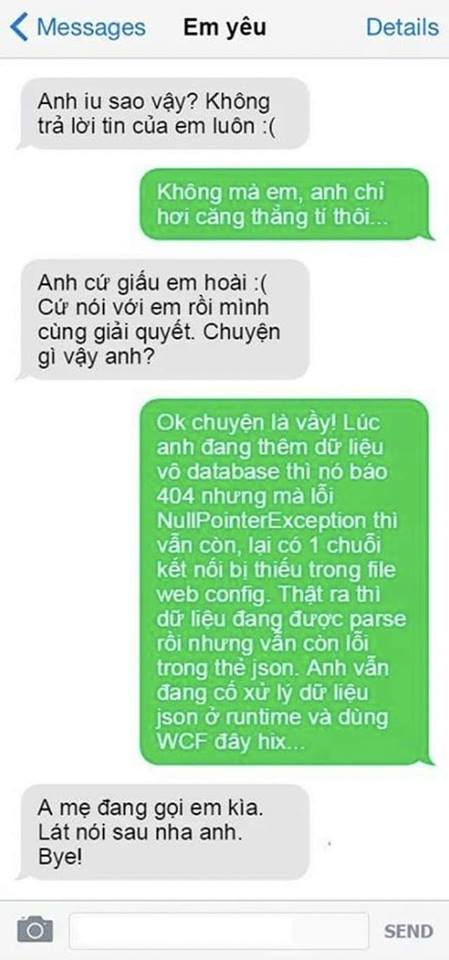 Messages Em yêu Details
Anh iu sao vậy? Không
trả lời tin của em luôn :(
Không mà em, anh chỉ
hơi căng thẳng tí thôi...
Anh cứ giấu em hoài :(
Cứ nói với em rồi mình
cùng giải quyết. Chuyện
gì vậy anh?
Ok chuyện là vầy! Lúc
anh đang thêm dữ liệu
vô database thì nó báo
404 nhưng mà lỗi
NullPointerException thì
vẫn còn, lại có 1 chuỗi
kết nối bị thiếu trong file
web config. Thật ra thì
dữ liệu đang được parse
rồi nhưng vẫn còn lỗi
trong thẻ json. Anh vẫn
đang cố xử lý dữ liệu
json ở runtime và dùng
WCF đây hix...
A mẹ đang gọi em kìa.
Lát nói sau nha anh.
Bye!
SEND